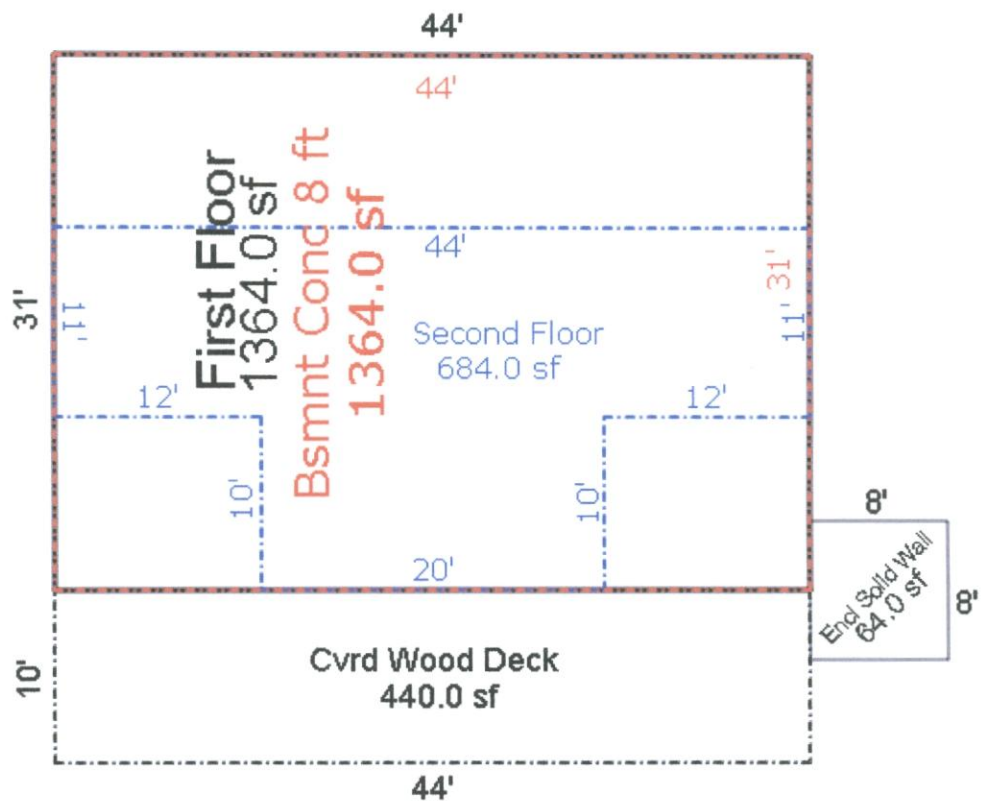 44'
44'
First Floor
1364.0 sf
Bsmnt Conc 8 ft
1364.0 sf
44'
31'
31'
11'
11'
Second Floor
684.0 sf
12'
12'
10'
10'
20'
8'
Encl Solid Wall
64.0 sf
8'
Cvrd Wood Deck
440.0 sf
10'
44'